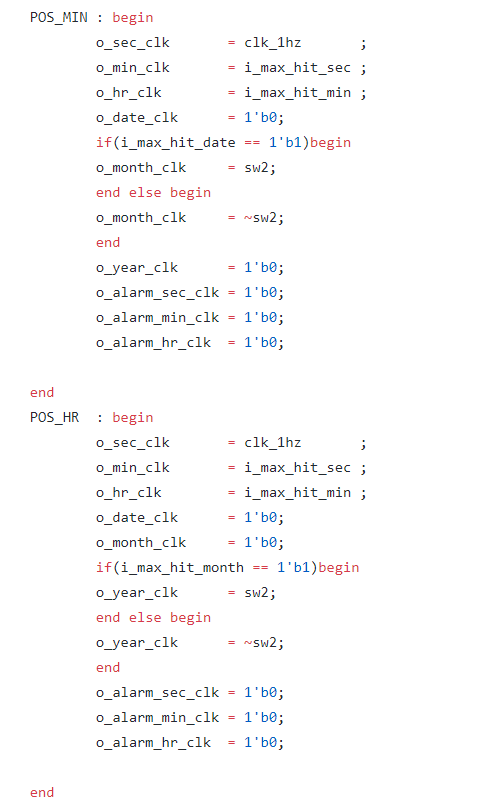 POS_MIN : begin
        o_sec_clk       = clk_1hz       ;
        o_min_clk       = i_max_hit_sec ;
        o_hr_clk        = i_max_hit_min ;
        o_date_clk      = 1'b0;
        if(i_max_hit_date == 1'b1)begin
        o_month_clk     = sw2;
        end else begin
        o_month_clk     = ~sw2;
        end
        o_year_clk      = 1'b0;
        o_alarm_sec_clk = 1'b0;
        o_alarm_min_clk = 1'b0;
        o_alarm_hr_clk  = 1'b0;

end
POS_HR  : begin
        o_sec_clk       = clk_1hz       ;
        o_min_clk       = i_max_hit_sec ;
        o_hr_clk        = i_max_hit_min ;
        o_date_clk      = 1'b0;
        o_month_clk     = 1'b0;
        if(i_max_hit_month == 1'b1)begin
        o_year_clk      = sw2;
        end else begin
        o_year_clk      = ~sw2;
        end
        o_alarm_sec_clk = 1'b0;
        o_alarm_min_clk = 1'b0;
        o_alarm_hr_clk  = 1'b0;

end